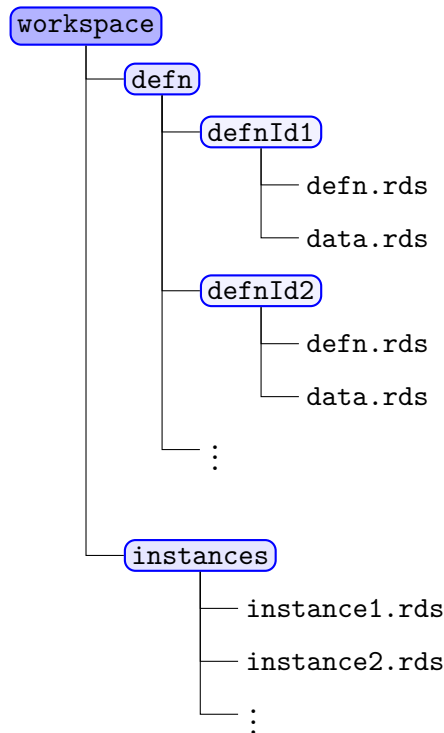 workspace
defn
defnId1
defn.rds
data.rds
defnId2
defn.rds
data.rds
⋮
instances
instance1.rds
instance2.rds
⋮